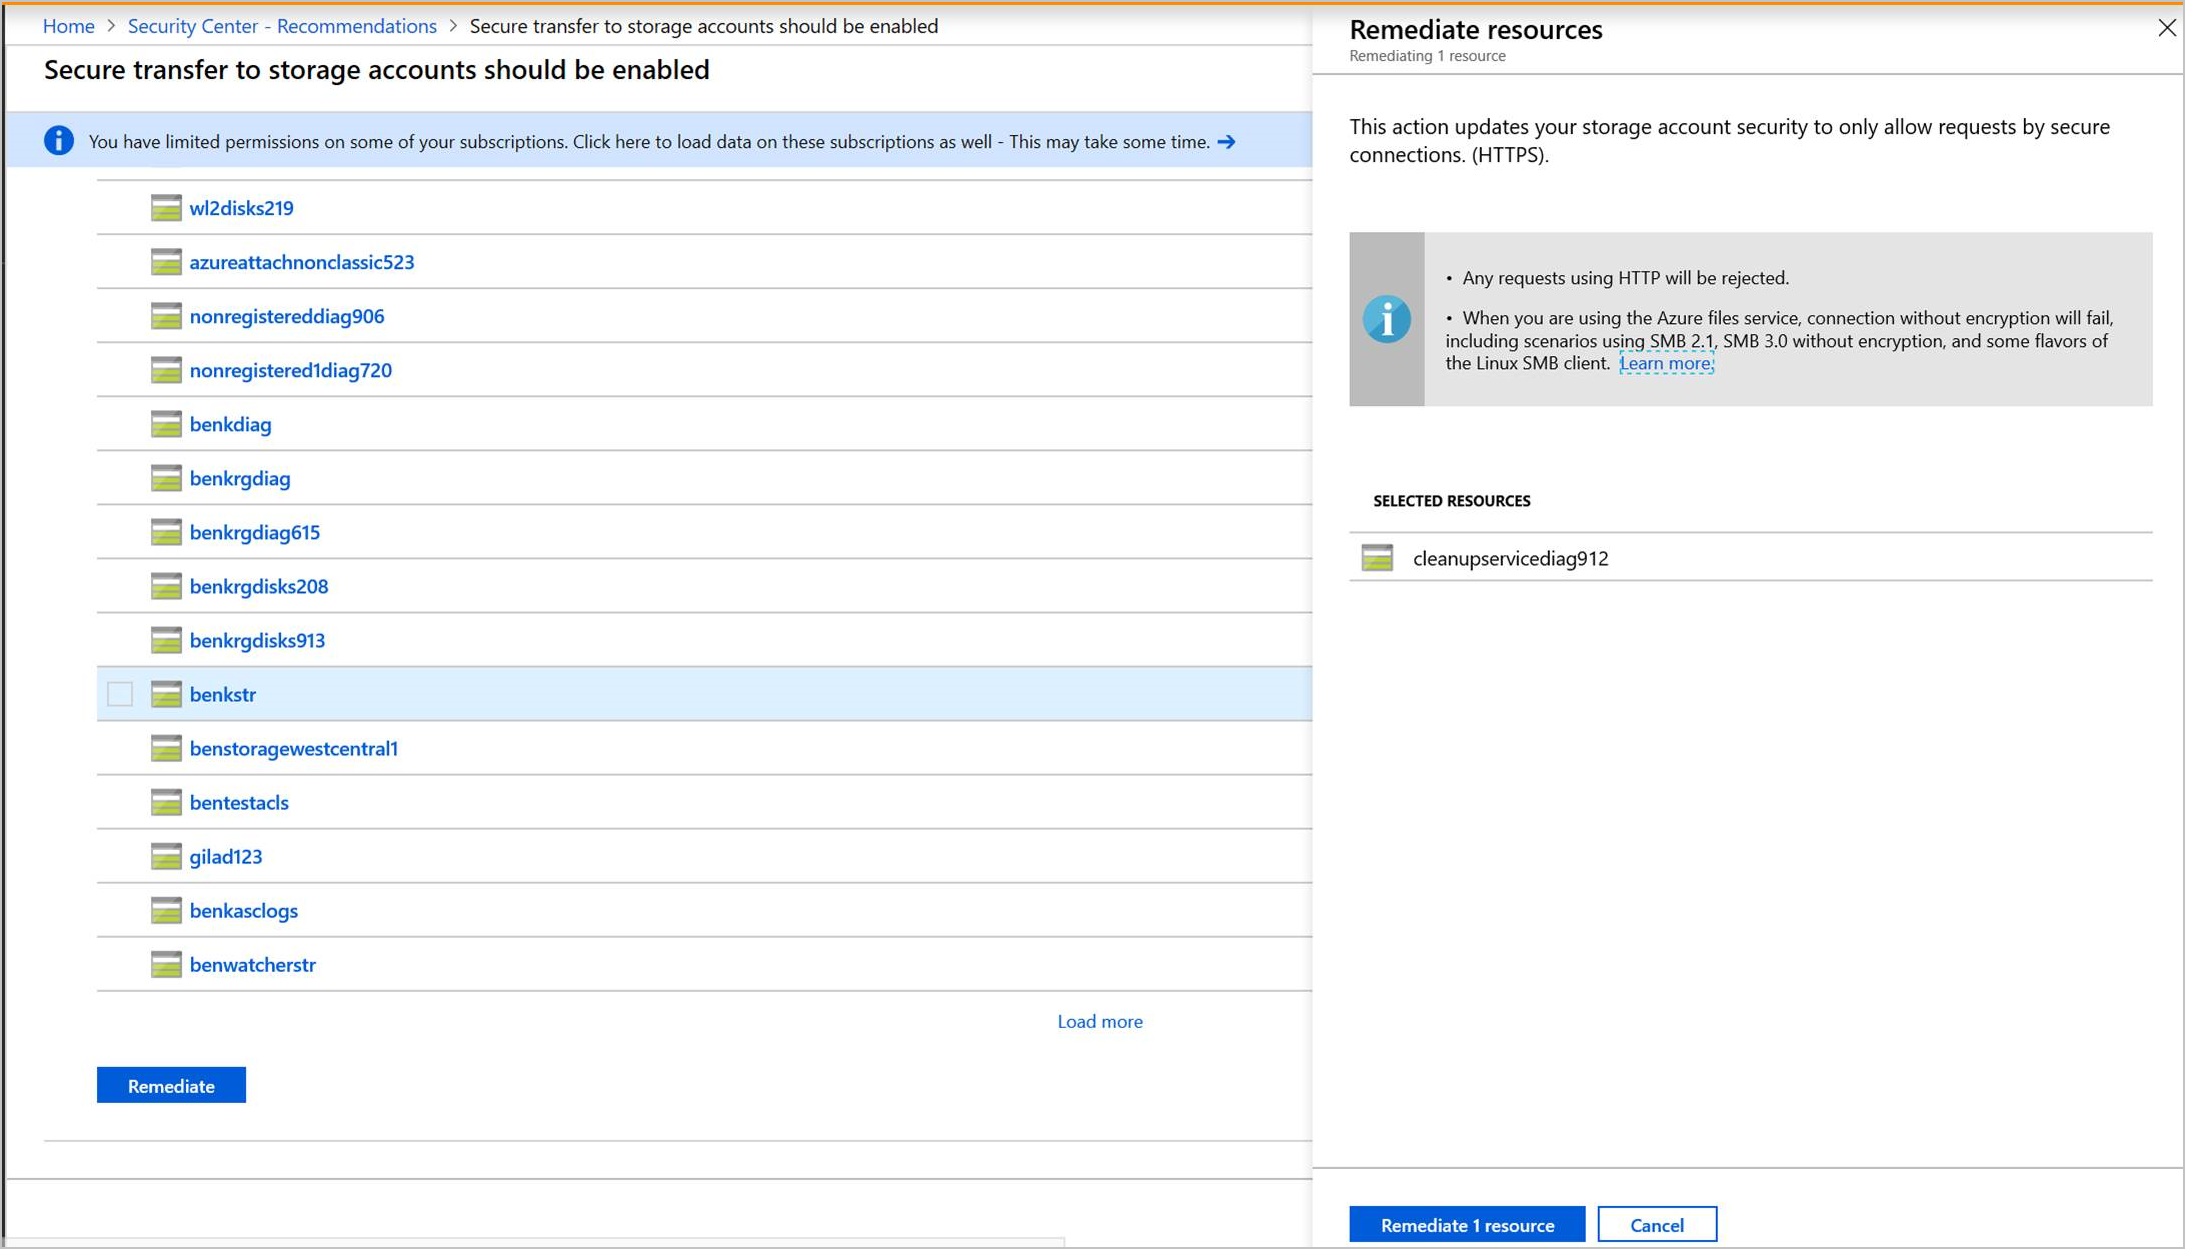 Home > Security Center - Recommendations > Secure transfer to storage accounts should be enabled
Secure transfer to storage accounts should be enabled
You have limited permissions on some of your subscriptions. Click here to load data on these subscriptions as well - This may take some time. →
wl2disks219
azureattachnonclassic523
nonregistereddiag906
nonregistered1diag720
benkdiag
benkrgdiag
benkrgdiag615
benkrgdisks208
benkrgdisks913
benkstr
benstoragewestcentral1
bentestacls
gilad123
benkasclogs
benwatcherstr
Load more
Remediate
Remediate resources
Remediating 1 resource
This action updates your storage account security to only allow requests by secure
connections. (HTTPS).
• Any requests using HTTP will be rejected.
• When you are using the Azure files service, connection without encryption will fail,
including scenarios using SMB 2.1, SMB 3.0 without encryption, and some flavors of
the Linux SMB client. Learn more.
SELECTED RESOURCES
cleanupservicediag912
Remediate 1 resource
Cancel